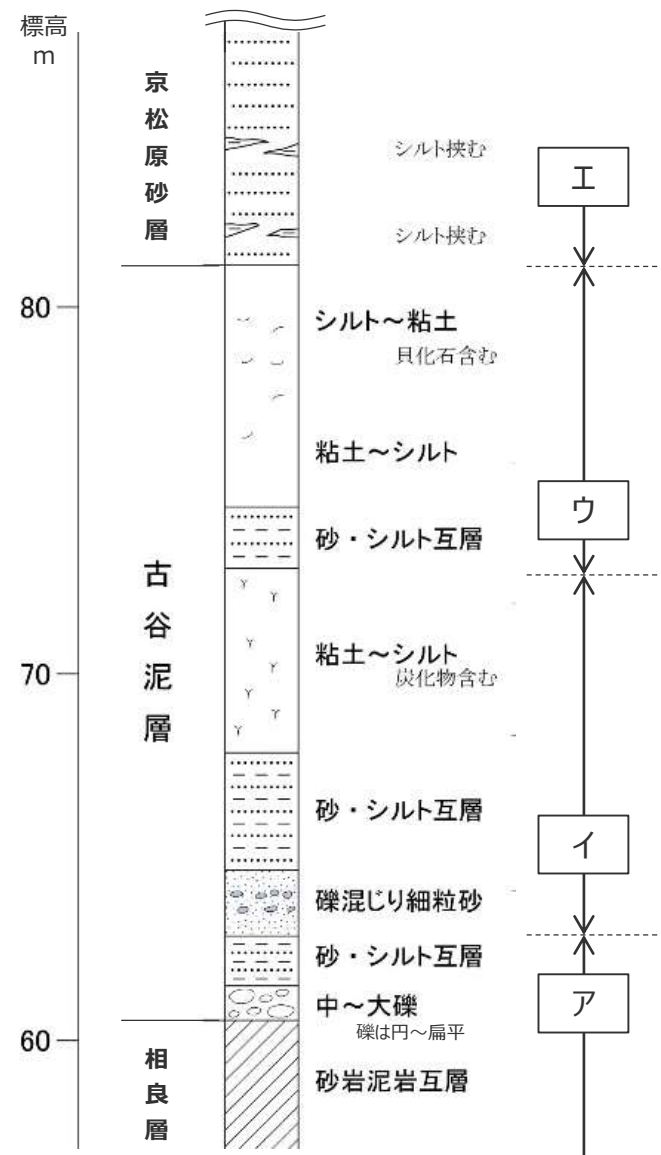 標高
m
京松原砂層
シルト挟む
エ
シルト挟む
80
シルト～粘土
貝化石含む
粘土～シルト
ウ
砂・シルト互層
古谷泥層
粘土～シルト
炭化物含む
70
砂・シルト互層
イ
礫混じり細粒砂
砂・シルト互層
ア
中～大礫
礫は円～扁平
60
相良層
砂岩泥岩互層